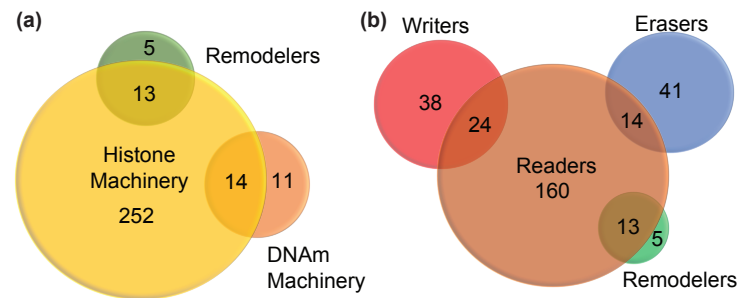 (a)
5
Remodelers
13
Histone
Machinery
14
11
252
DNAm
Machinery
(b)
Writers
Erasers
38
41
24
14
Readers
160
13
5
Remodelers